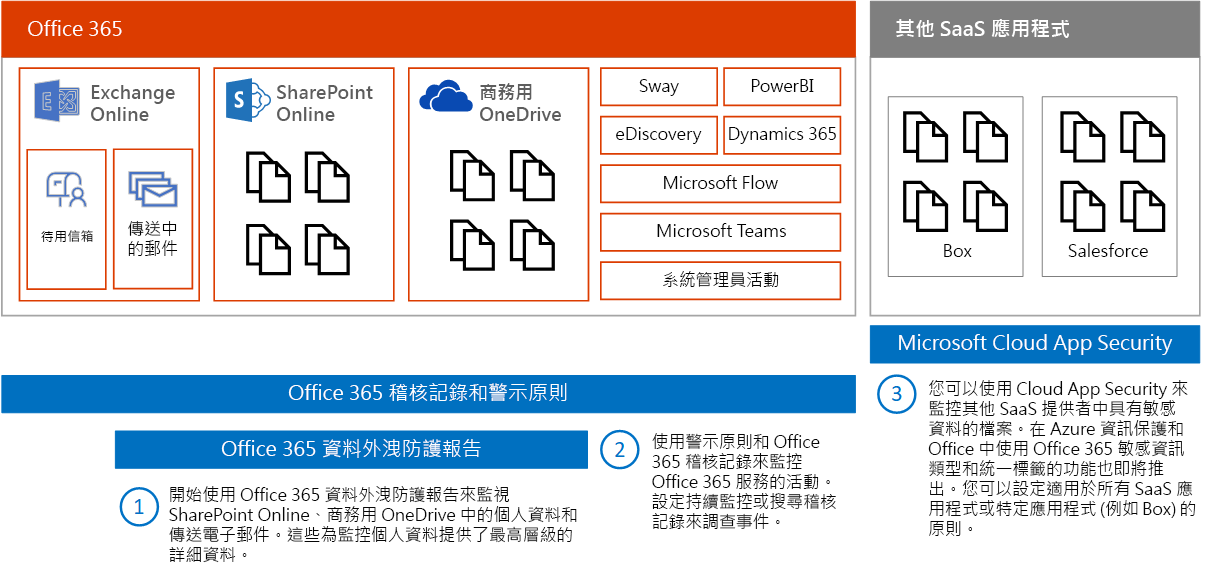 Office 365
Exchange
Online
待用信箱
傳送中
的郵件
SharePoint
Online
商務用
OneDrive
Sway
PowerBI
eDiscovery
Dynamics 365
Microsoft Flow
Microsoft Teams
系統管理員活動
其他 SaaS 應用程式
Box
Salesforce
Office 365 稽核記錄和警示原則
Office 365 資料外洩防護報告
1
開始使用 Office 365 資料外洩防護報告來監視
SharePoint Online、商務用 OneDrive 中的個人資料和
傳送電子郵件。這些為監控個人資料提供了最高層級的
詳細資料。
2
使用警示原則和 Office
365 稽核記錄來監控
Office 365 服務的活動。
設定持續監控或搜尋稽核
記錄來調查事件。
Microsoft Cloud App Security
3
您可以使用 Cloud App Security 來
監控其他 SaaS 提供者中具有敏感
資料的檔案。在 Azure 資訊保護和
Office 中使用 Office 365 敏感資訊
類型和統一標籤的功能也即將推
出。您可以設定適用於所有 SaaS 應
用程式或特定應用程式 (例如 Box) 的
原則。